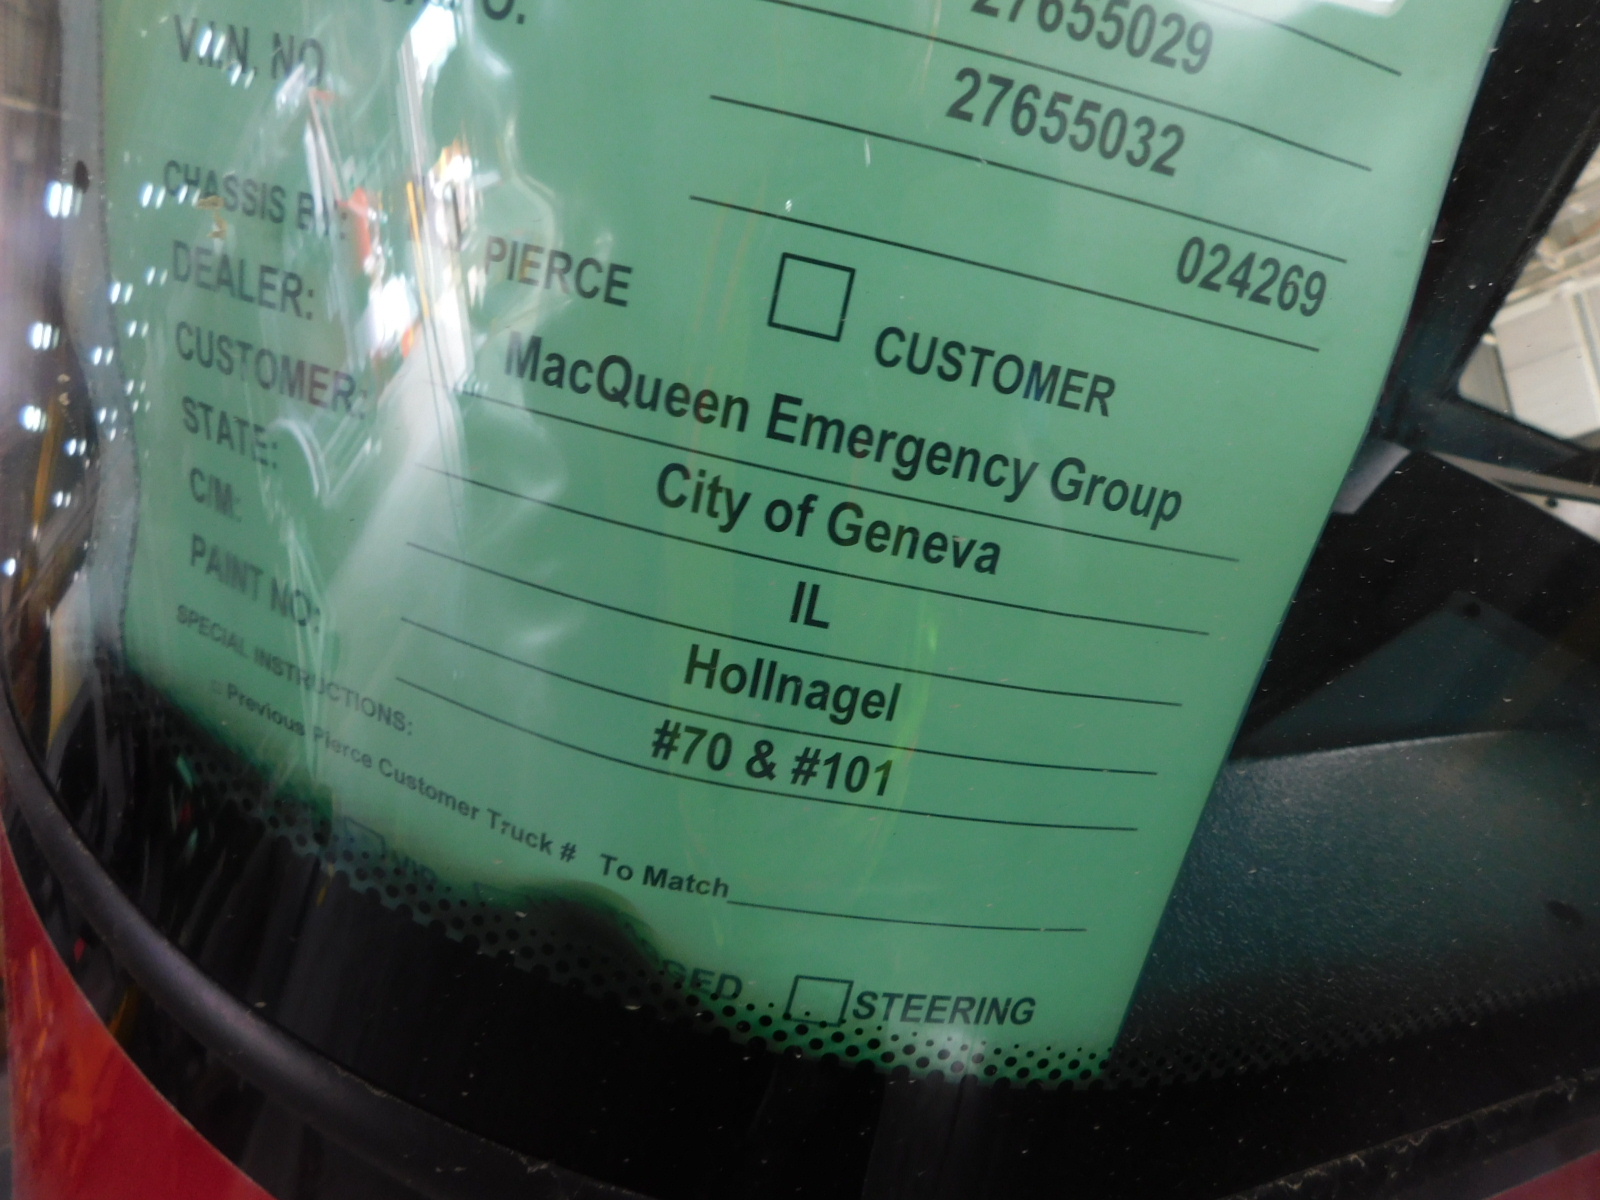 27655029
V.I.N. NO. 27655032
024269
CHASSIS BY: PIERCE CUSTOMER
DEALER: MacQueen Emergency Group
CUSTOMER: City of Geneva
STATE: IL
C/M: Hollnagel
PAINT NO: #70 & #101
SPECIAL INSTRUCTIONS:
Previous Pierce Customer Truck # To Match
STEERING